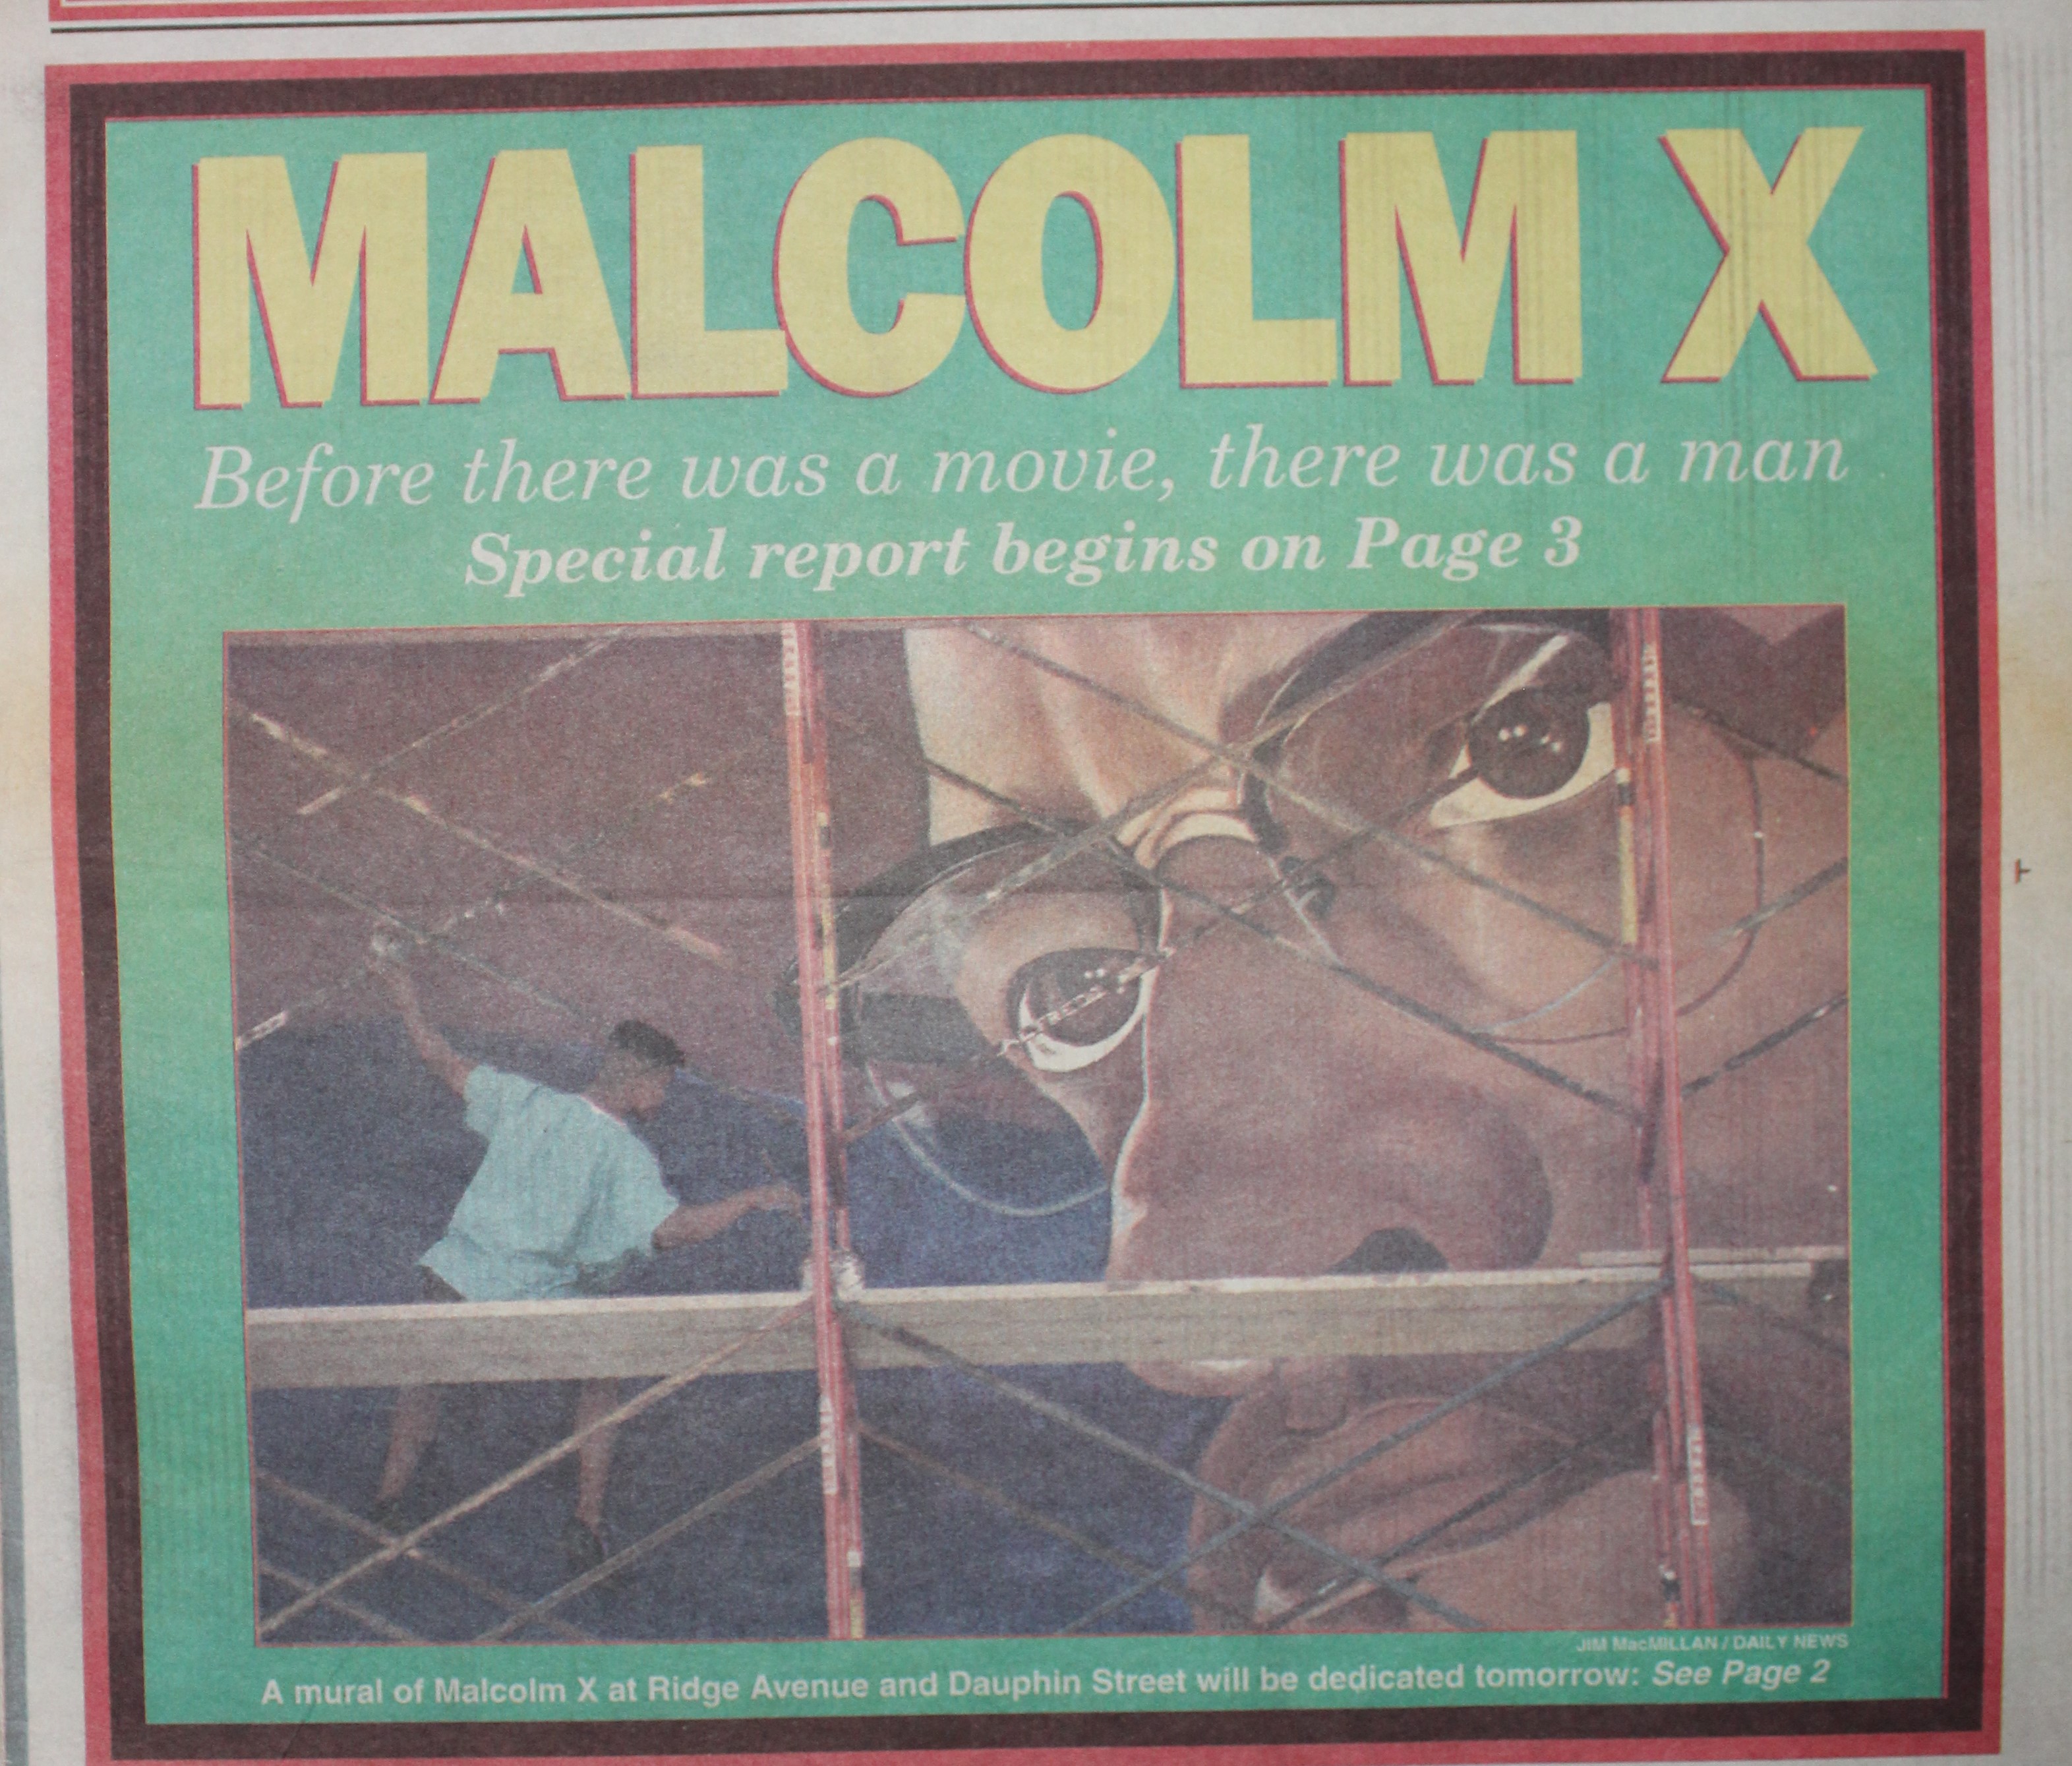 MALCOLM X
Before there was a movie, there was a man
Special report begins on Page 3
JIM MacMILLAN / DAILY NEWS
A mural of Malcolm X at Ridge Avenue and Dauphin Street will be dedicated tomorrow: See Page 2